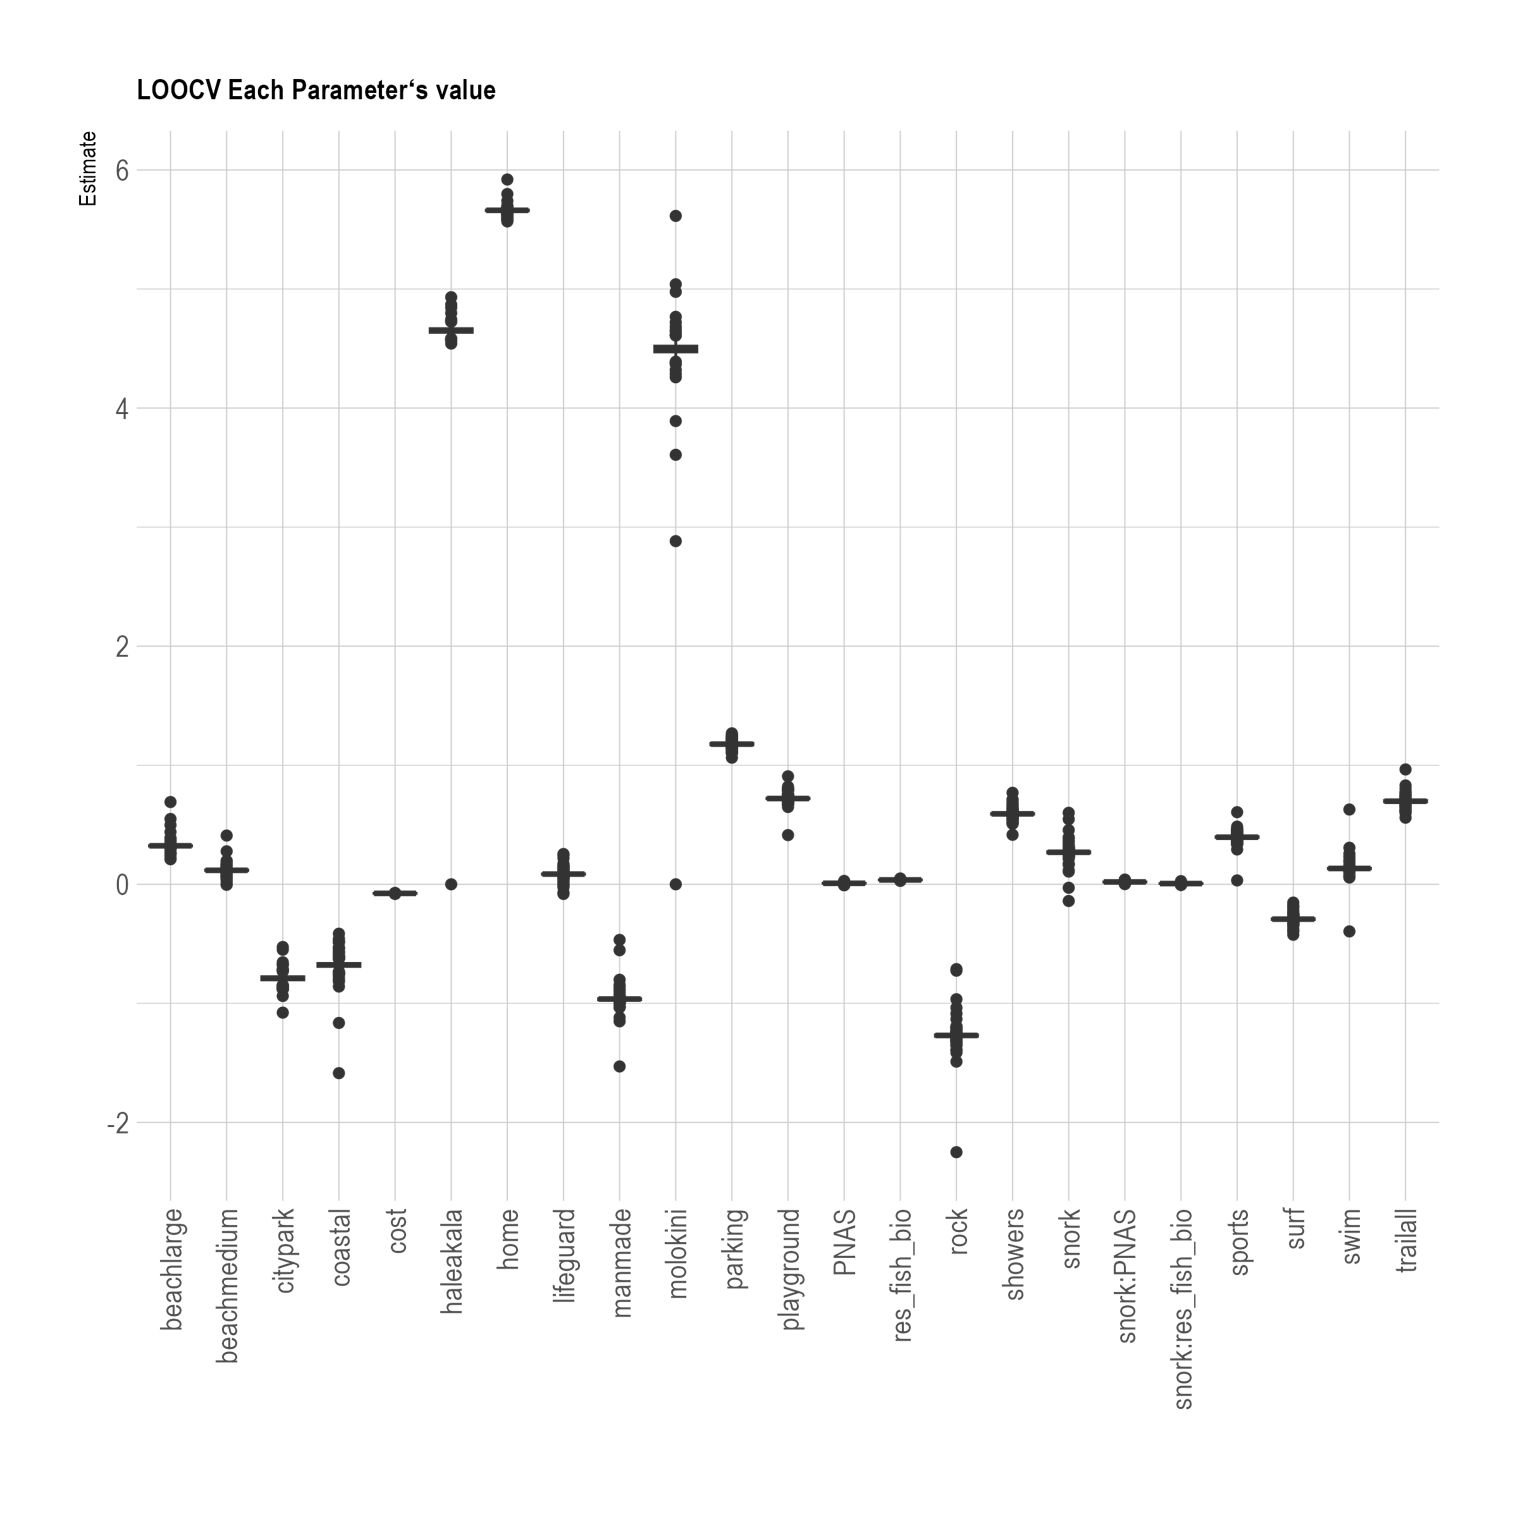 LOOCV Each Parameter‘s value
Estimate
6
4
2
0
-2
beachlarge
beachmedium
citypark
coastal
cost
haleakala
home
lifeguard
manmade
molokini
parking
playground
PNAS
res_fish_bio
rock
showers
snork
snork:PNAS
snork:res_fish_bio
sports
surf
swim
trailall